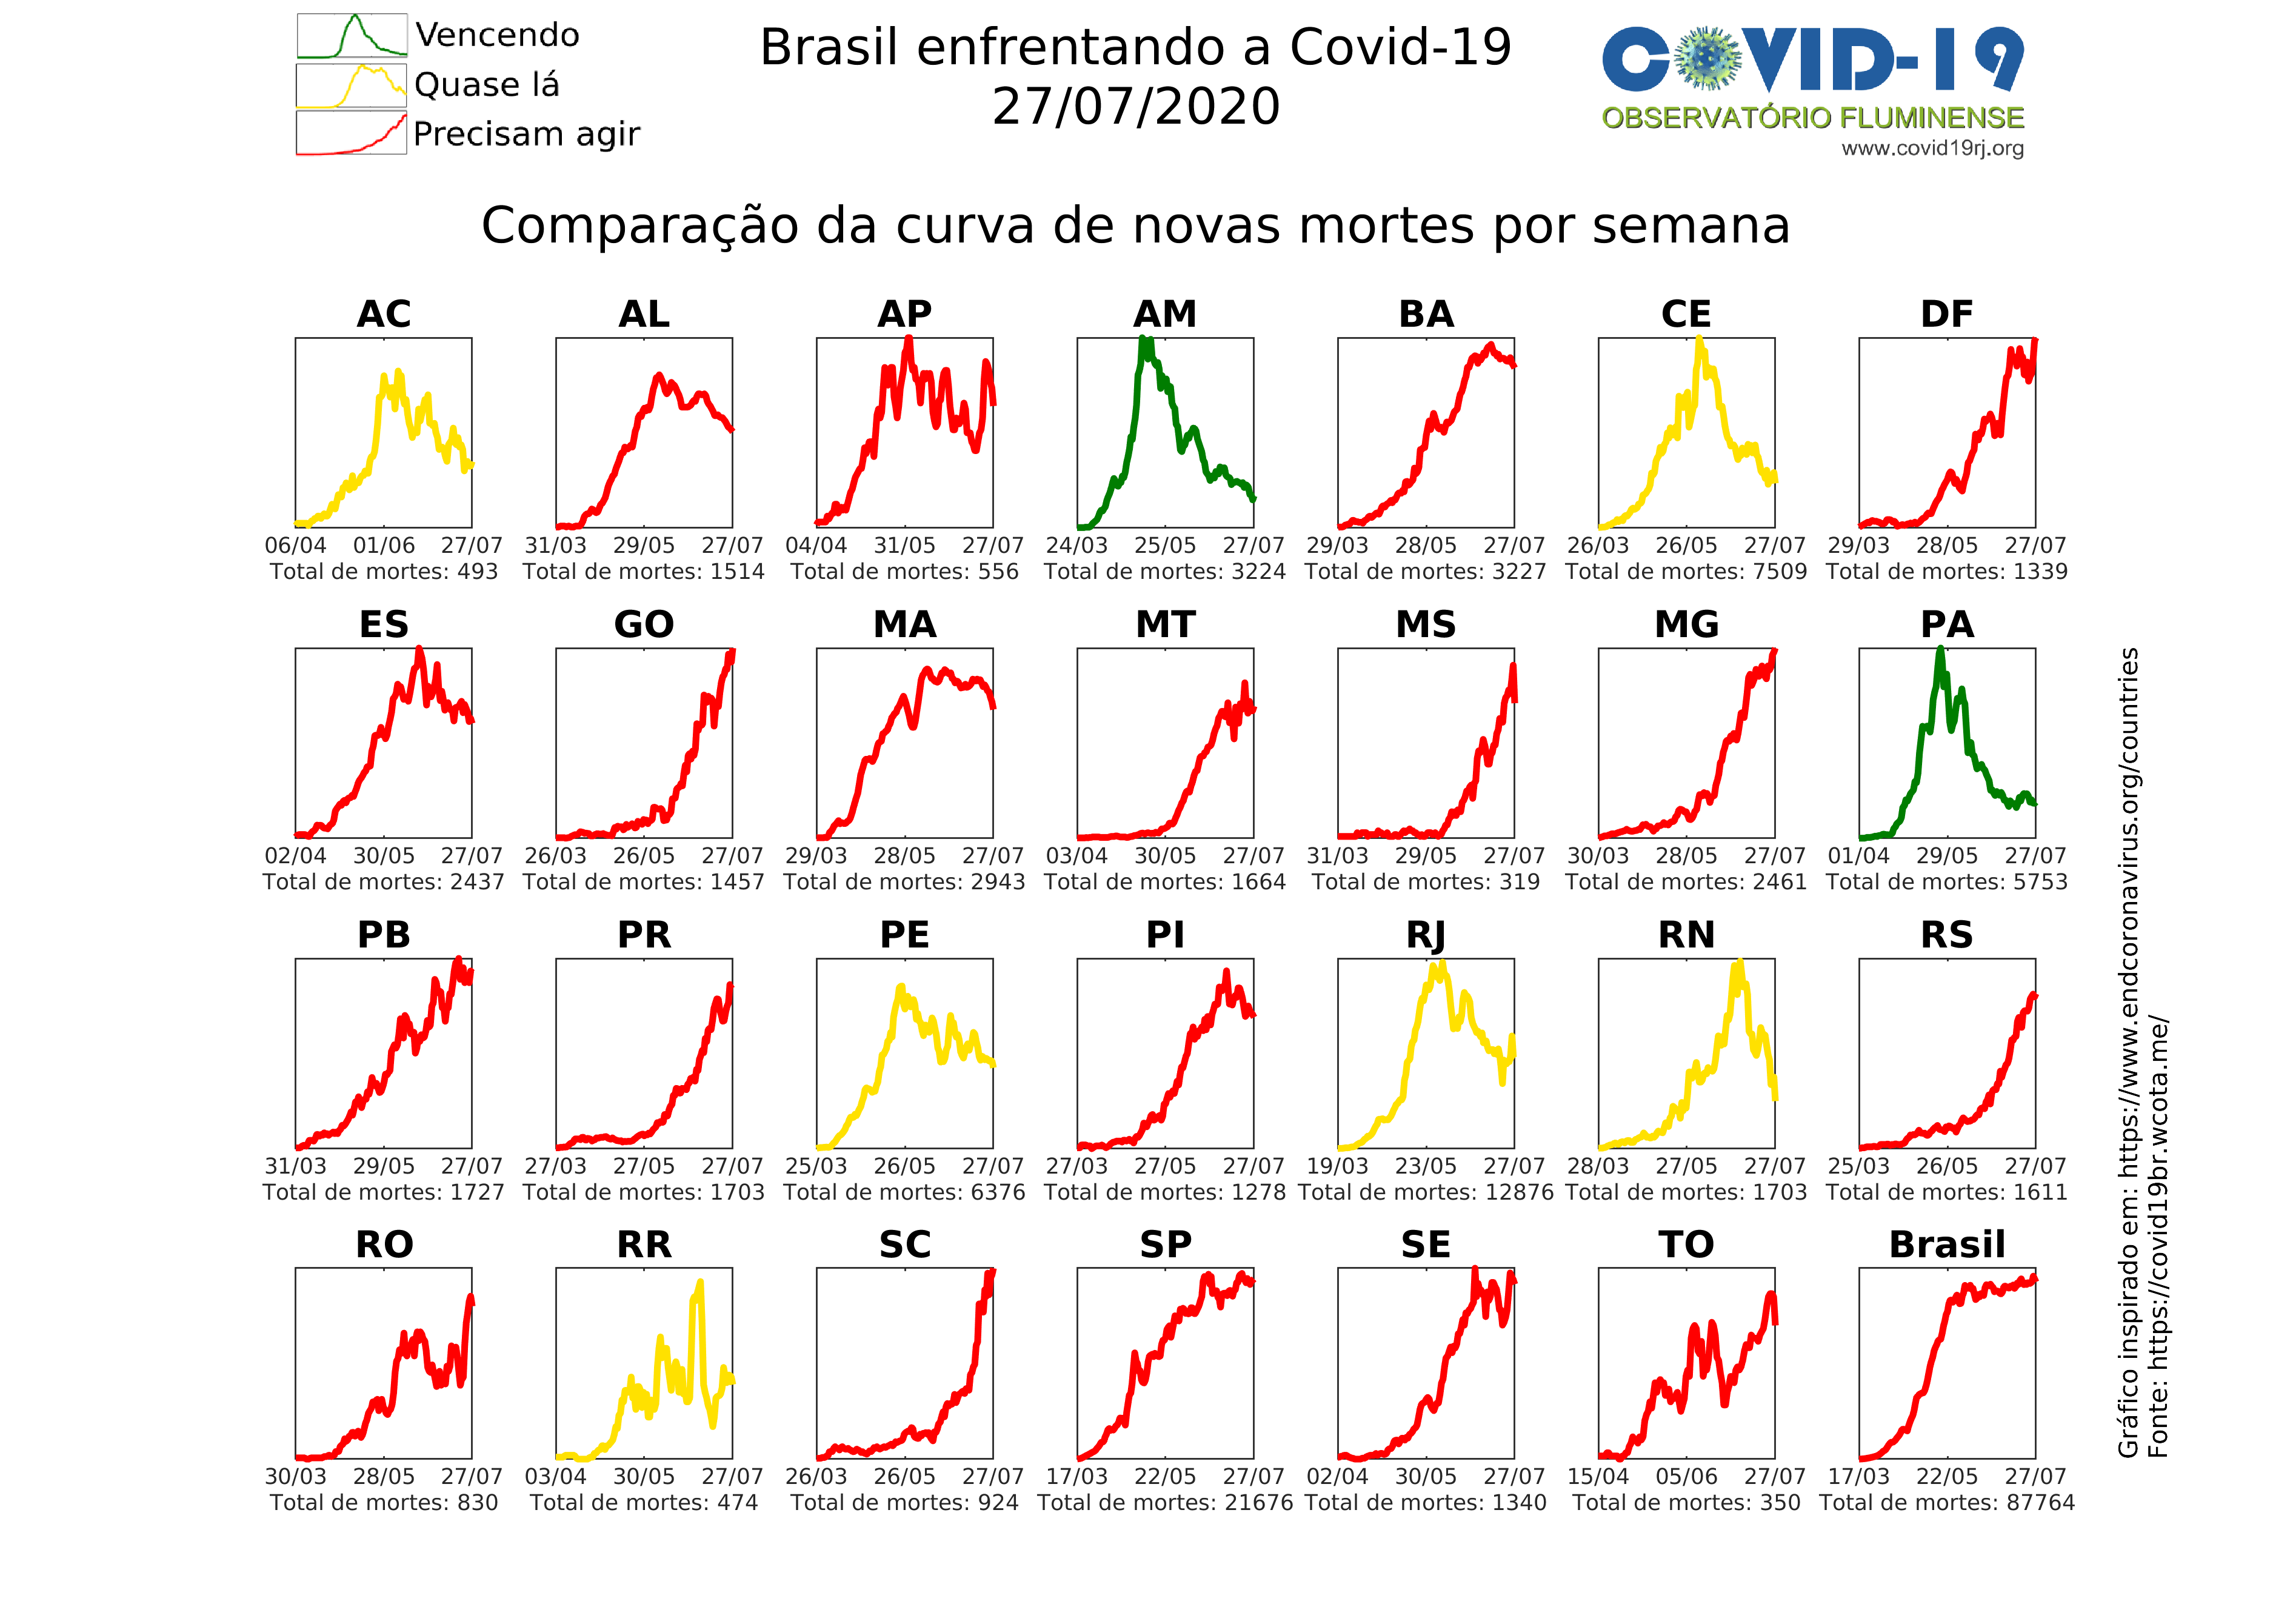 Vencendo
Quase lá
Precisam agir
Brasil enfrentando a Covid-19
27/07/2020
COVID-19
OBSERVATÓRIO FLUMINENSE
www.covid19rj.org
Comparação da curva de novas mortes por semana
AC AL AP AM BA CE DF
06/04 01/06 27/07 31/03 29/05 27/07 04/04 31/05 27/07 24/03 25/05 27/07 29/03 28/05 27/07 26/03 26/05 27/07 29/03 28/05 27/07
Total de mortes: 493 Total de mortes: 1514 Total de mortes: 556 Total de mortes: 3224 Total de mortes: 3227 Total de mortes: 7509 Total de mortes: 1339
ES GO MA MT MS MG PA
02/04 30/05 27/07 26/03 26/05 27/07 29/03 28/05 27/07 03/04 30/05 27/07 31/03 29/05 27/07 30/03 28/05 27/07 01/04 29/05 27/07
Total de mortes: 2437 Total de mortes: 1457 Total de mortes: 2943 Total de mortes: 1664 Total de mortes: 319 Total de mortes: 2461 Total de mortes: 5753
PB PR PE PI RJ RN RS
31/03 29/05 27/07 27/03 27/05 27/07 25/03 26/05 27/07 27/03 27/05 27/07 19/03 23/05 27/07 28/03 27/05 27/07 25/03 26/05 27/07
Total de mortes: 1727 Total de mortes: 1703 Total de mortes: 6376 Total de mortes: 1278 Total de mortes: 12876 Total de mortes: 1703 Total de mortes: 1611
RO RR SC SP SE TO Brasil
30/03 28/05 27/07 03/04 30/05 27/07 26/03 26/05 27/07 17/03 22/05 27/07 02/04 30/05 27/07 15/04 05/06 27/07 17/03 22/05 27/07
Total de mortes: 830 Total de mortes: 474 Total de mortes: 924 Total de mortes: 21676 Total de mortes: 1340 Total de mortes: 350 Total de mortes: 87764
Gráfico inspirado em: https://www.endcoronavirus.org/countries
Fonte: https://covid19br.wcota.me/